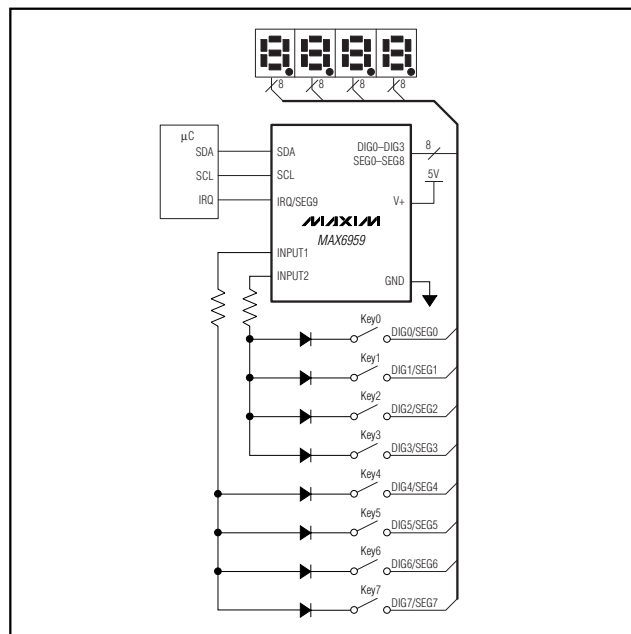 8 8 8 8
µC
SDA
SCL
IRQ
SDA
SCL
IRQ/SEG9
MAXIM
MAX6959
INPUT1
INPUT2
DIG0–DIG3
SEG0–SEG8
8
5V
V+
GND
Key0
DIG0/SEG0
Key1
DIG1/SEG1
Key2
DIG2/SEG2
Key3
DIG3/SEG3
Key4
DIG4/SEG4
Key5
DIG5/SEG5
Key6
DIG6/SEG6
Key7
DIG7/SEG7